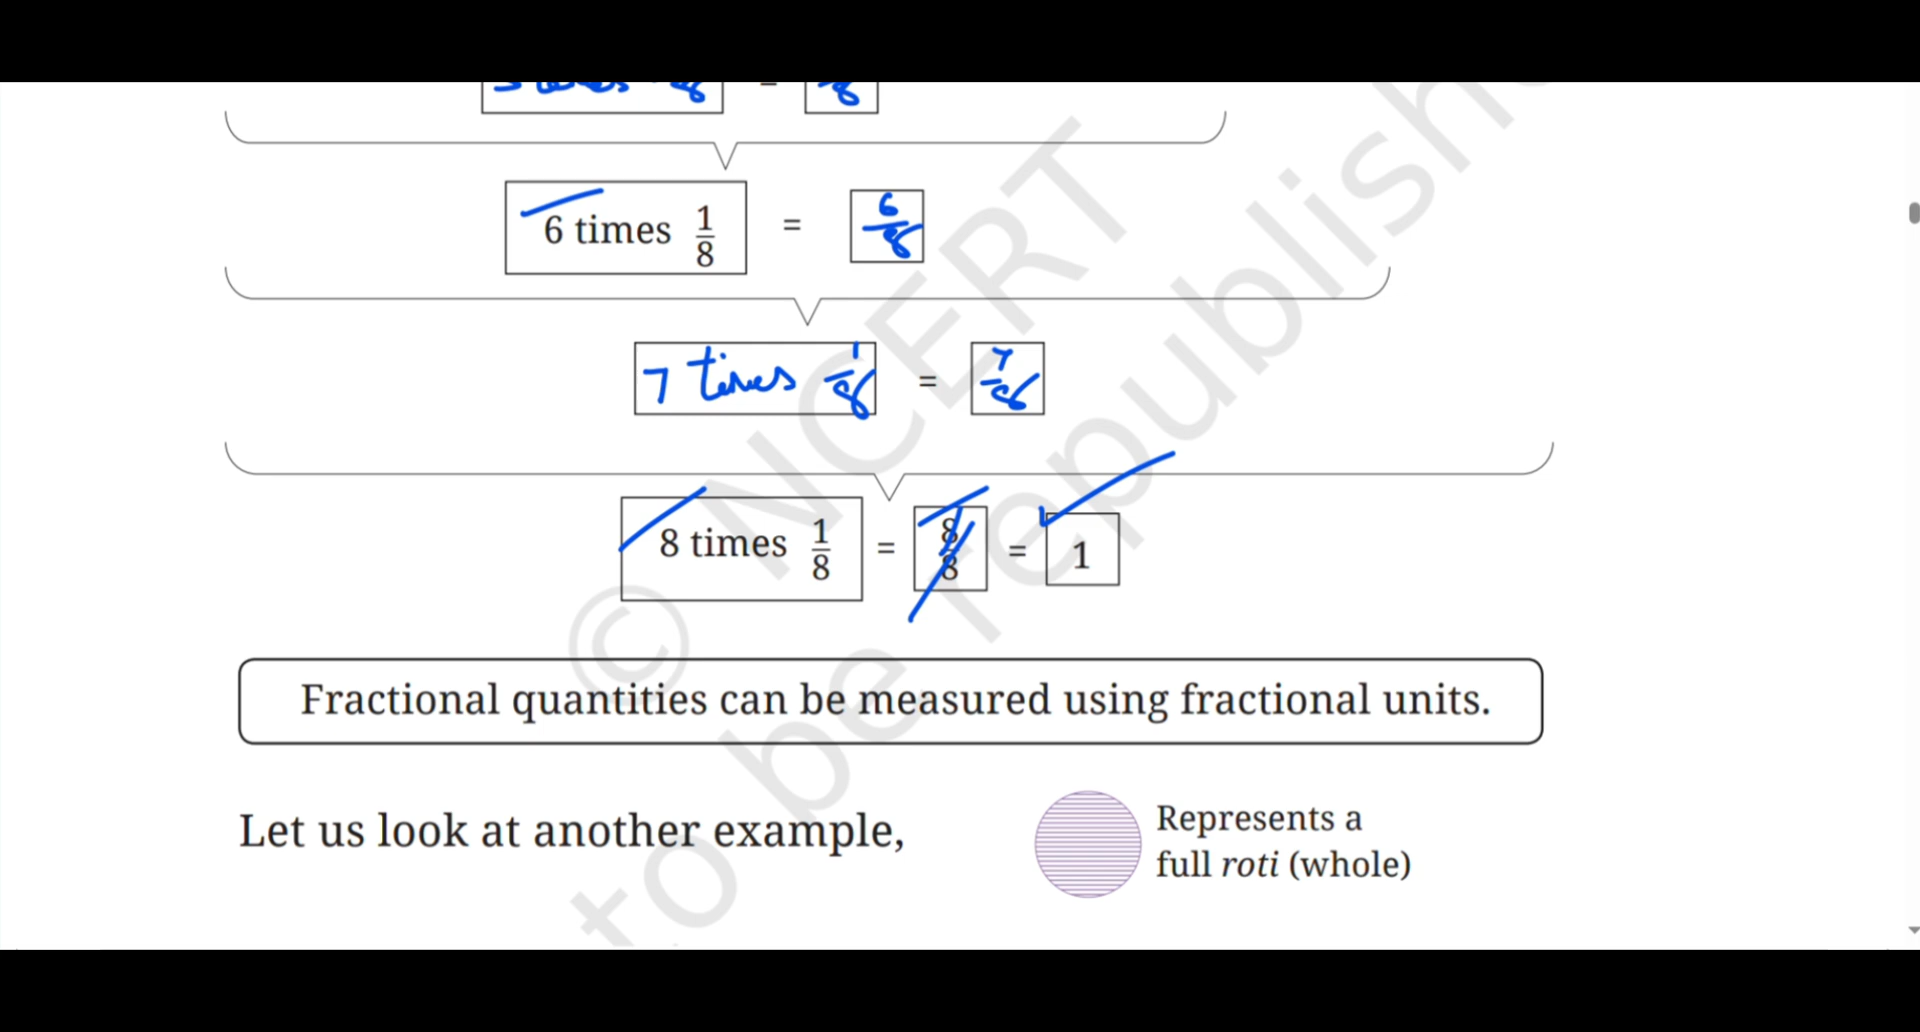 6 times 1/8 = 6/8
7 times 1/8 = 7/8
8 times 1/8 = 8/8 = 1
Fractional quantities can be measured using fractional units.
Let us look at another example,
Represents a
full roti (whole)
© NCERT
to be republish